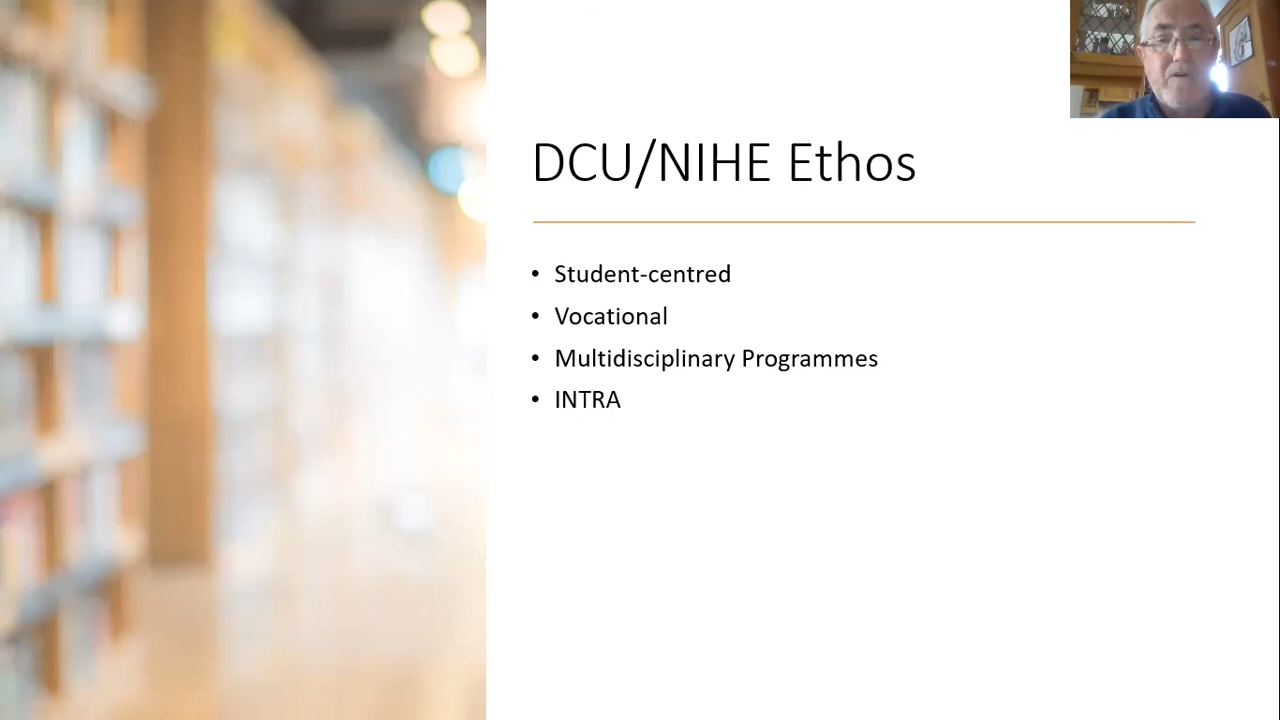 DCU/NIHE Ethos
• Student-centred
• Vocational
• Multidisciplinary Programmes
• INTRA